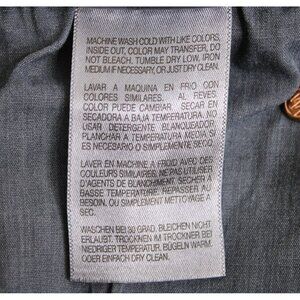 MACHINE WASH COLD WITH LIKE COLORS,
INSIDE OUT, COLOR MAY TRANSFER, DO
NOT BLEACH. TUMBLE DRY LOW, IRON
MEDIUM IF NECESSARY, OR JUST DRY CLEAN.
LAVAR A MAQUINA EN FRIO CON
COLORES SIMILARES. AL REVES.
COLOR PUEDE CAMBIAR. SECAR EN
SECADORA A BAJA TEMPERATURA. NO
USAR DETERGENTE BLANQUEADOR.
PLANCHAR A TEMPERATURA MEDIA SI
ES NECESARIO O SIMPLEMENTE SECO.
LAVER EN MACHINE A FROID AVEC DES
COULEURS SIMILAIRES. NE PAS UTILISER
D'AGENTS DE BLANCHIMENT. SECHER A
BASSE TEMPERATURE. REPASSER AU
BESOIN. OU SIMPLEMENT METTOYAGE A
SEC.
WASCHEN BEI 30 GRAD. BLEICHEN NICHT
ERLAUBT. TROCKNEN IM TROCKNER BEI
NIEDRIGER TEMPERATUR. BÜGELN WARM.
ODER EINFACH DRY CLEAN.